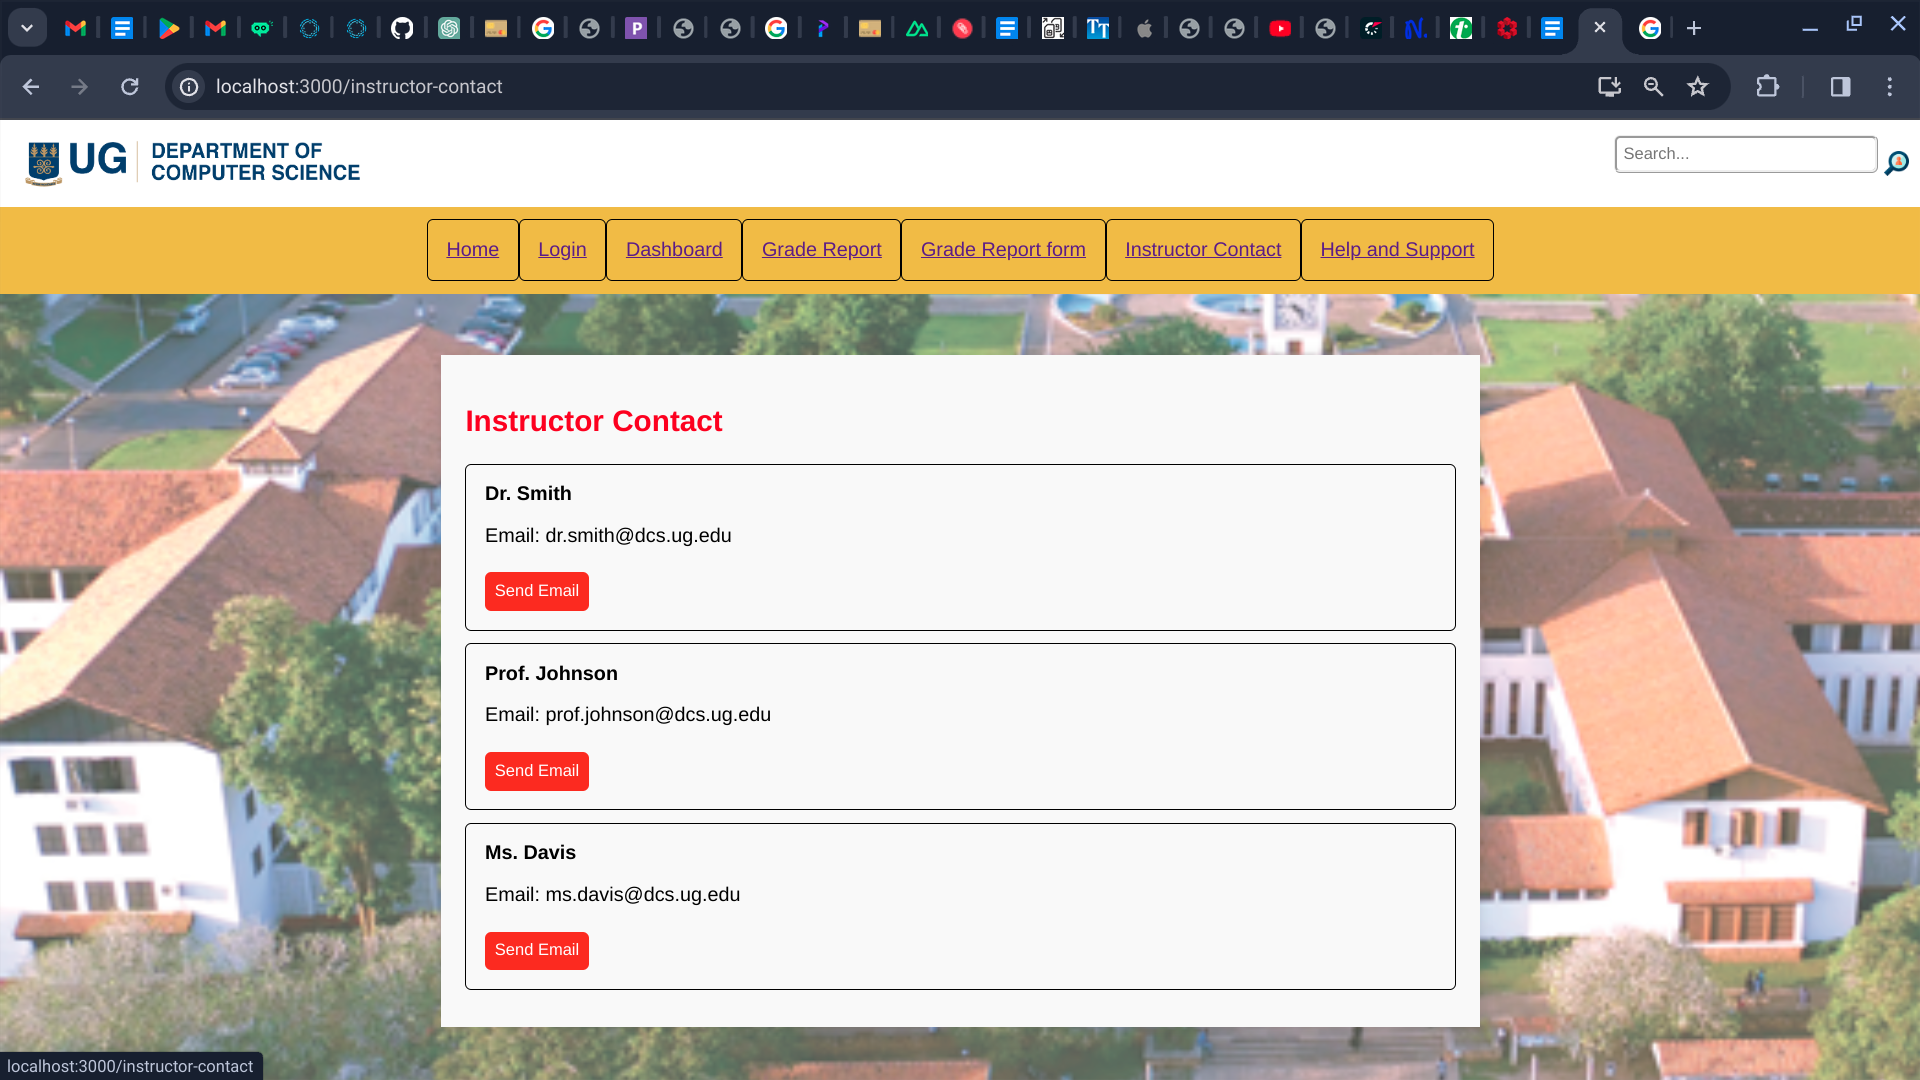 localhost:3000/instructor-contact
UG
DEPARTMENT OF
COMPUTER SCIENCE
Search...
Home Login Dashboard Grade Report Grade Report form Instructor Contact Help and Support
Instructor Contact
Dr. Smith
Email: dr.smith@dcs.ug.edu
Send Email
Prof. Johnson
Email: prof.johnson@dcs.ug.edu
Send Email
Ms. Davis
Email: ms.davis@dcs.ug.edu
Send Email
localhost:3000/instructor-contact